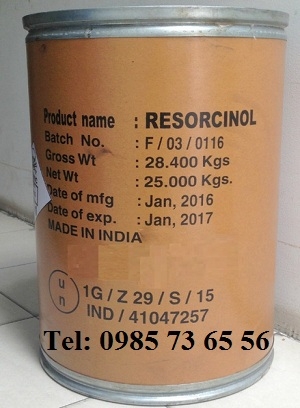 Product name : RESORCINOL
Batch No. : F / 03 / 0116
Gross Wt : 28.400 Kgs
Net Wt : 25.000 Kgs.
Date of mfg : Jan, 2016
Date of exp. : Jan, 2017
MADE IN INDIA
u n
1G / Z 29 / S / 15
IND / 41047257
Tel: 0985 73 65 56